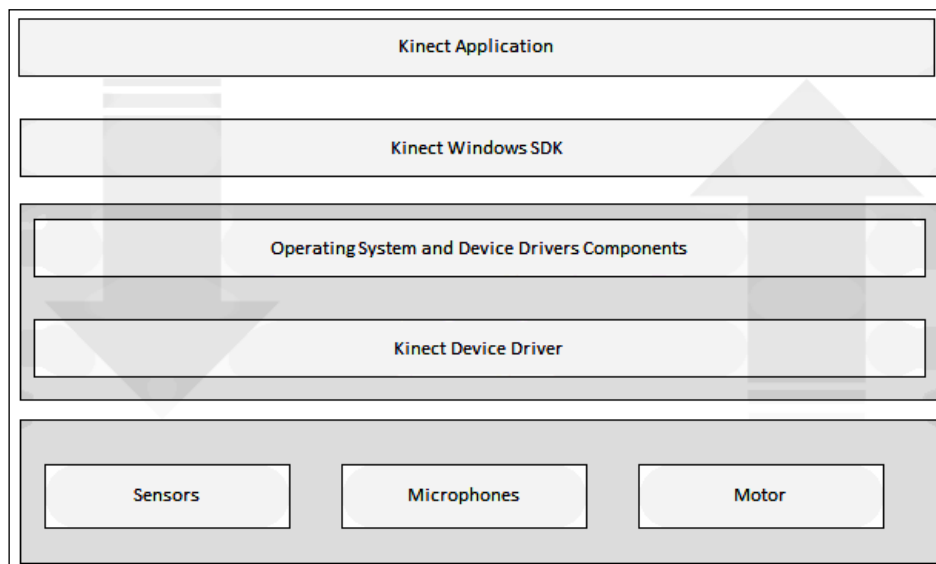 Kinect Application
Kinect Windows SDK
Operating System and Device Drivers Components
Kinect Device Driver
Sensors
Microphones
Motor